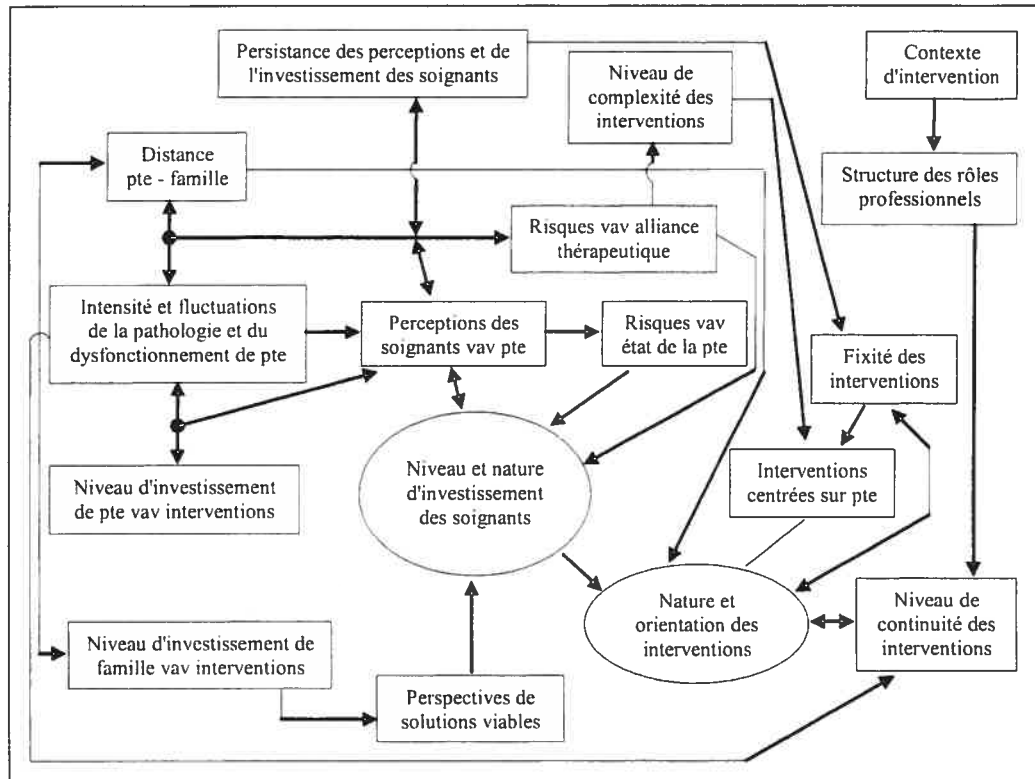 Persistance des perceptions et de
l'investissement des soignants
Niveau de
complexité des
interventions
Contexte
d'intervention
Distance
pte - famille
Structure des rôles
professionnels
Risques vav alliance
thérapeutique
Intensité et fluctuations
de la pathologie et du
dysfonctionnement de pte
Perceptions des
soignants vav pte
Risques vav
état de la pte
Fixité des
interventions
Niveau et nature
d'investissement
des soignants
Interventions
centrées sur pte
Niveau d'investissement
de pte vav interventions
Nature et
orientation des
interventions
Niveau de
continuité des
interventions
Niveau d'investissement de
famille vav interventions
Perspectives de
solutions viables